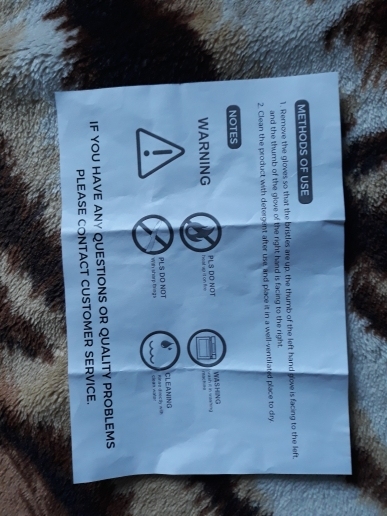 METHODS OF USE
1. Remove the gloves so that the bristles are up, the thumb of the left hand glove is facing to the left,
and the thumb of the glove of the right hand is facing to the right.
2. Clean the product with detergent after use and place it in a well-ventilated place to dry.
NOTES
WARNING
PLS DO NOT
PLS DO NOT
WASHING
CLEANING
IF YOU HAVE ANY QUESTIONS OR QUALITY PROBLEMS
PLEASE CONTACT CUSTOMER SERVICE.